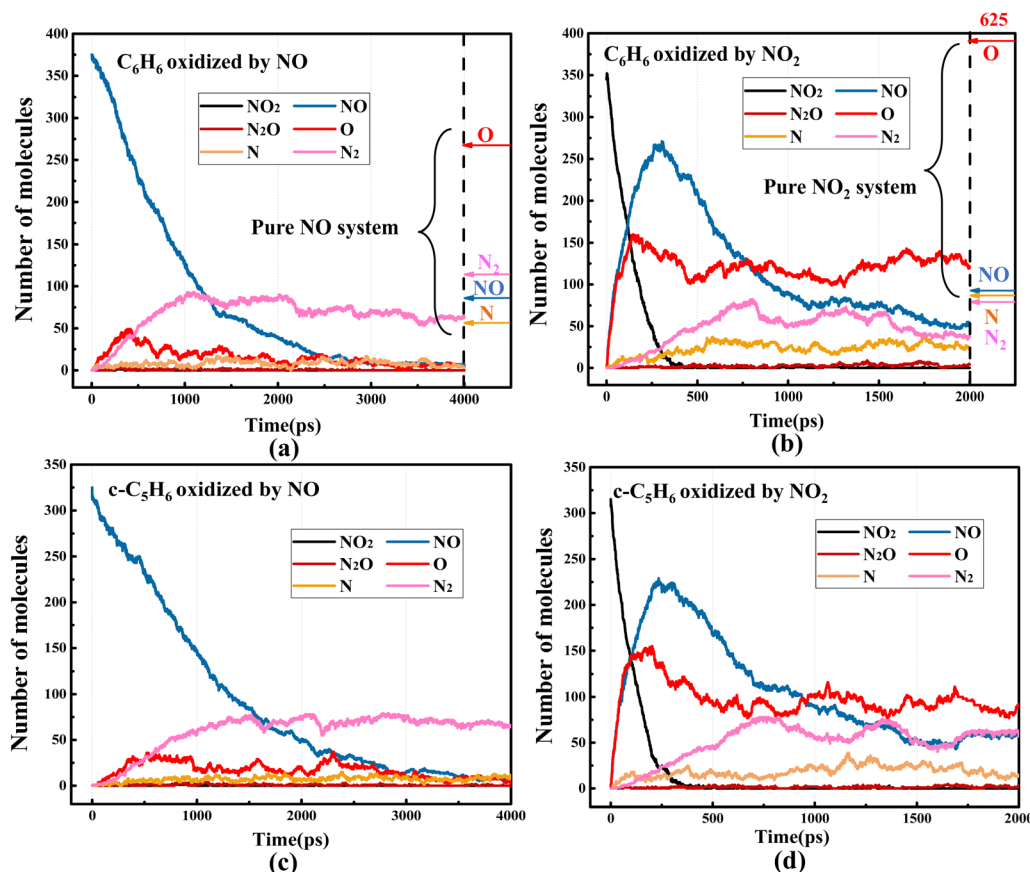 C₆H₆ oxidized by NO
NO₂ NO
N₂O O
N N₂
Pure NO system
O
N₂
NO
N
Number of molecules
400
350
300
250
200
150
100
50
0
0 1000 2000 3000 4000
Time(ps)
(a)
C₆H₆ oxidized by NO₂
NO₂ NO
N₂O O
N N₂
Pure NO₂ system
625
O
NO
N
N₂
Number of molecules
400
350
300
250
200
150
100
50
0
0 250 500 750 1000 1250 1500 1750 2000
Time(ps)
(b)
c-C₅H₆ oxidized by NO
NO₂ NO
N₂O O
N N₂
Number of molecules
350
300
250
200
150
100
50
0
0 1000 2000 3000 4000
Time(ps)
(c)
c-C₅H₆ oxidized by NO₂
NO₂ NO
N₂O O
N N₂
Number of molecules
350
300
250
200
150
100
50
0
0 500 1000 1500 2000
Time(ps)
(d)